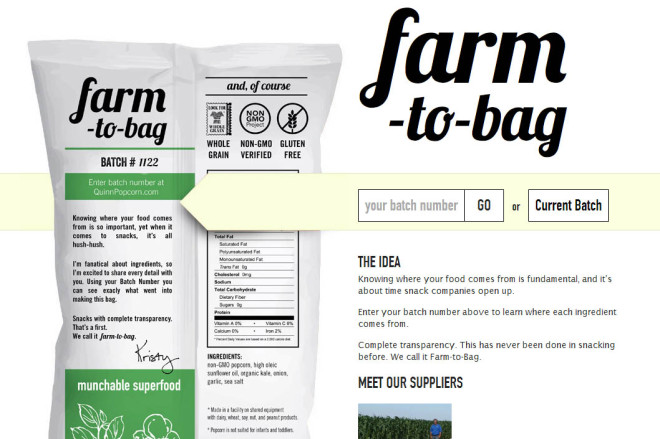 farm
-to-bag
BATCH # 1122
Enter batch number at
QuinnPopcorn.com
Knowing where your food comes
from is so important, yet when it
comes to snacks, it's all
hush-hush.
I'm fanatical about ingredients, so
I'm excited to share every detail with
you. Using your Batch Number you
can see exactly what went into
making this bag.
Snacks with complete transparency.
That's a first.
We call it farm-to-bag.
Kristy
munchable superfood
and, of course
LOOK FOR
WHOLE
GRAIN
NON
GMO
Project
WHOLE
GRAIN
NON-GMO
VERIFIED
GLUTEN
FREE
Total Fat
Saturated Fat
Polyunsaturated Fat
Monounsaturated Fat
Trans Fat 0g
Cholesterol 0mg
Sodium
Total Carbohydrate
Dietary Fiber
Sugars 0g
Protein
Vitamin A 0% • Vitamin C 6%
Calcium 0% • Iron 2%
INGREDIENTS:
non-GMO popcorn, high oleic
sunflower oil, organic kale, onion,
garlic, sea salt
* Made in a facility on shared equipment
with dairy, wheat, soy, nut, and peanut products.
* Popcorn is not suited for infants and toddlers.
farm
-to-bag
your batch number GO or Current Batch
THE IDEA
Knowing where your food comes from is fundamental, and it's
about time snack companies open up.
Enter your batch number above to learn where each ingredient
comes from.
Complete transparency. This has never been done in snacking
before. We call it Farm-to-Bag.
MEET OUR SUPPLIERS